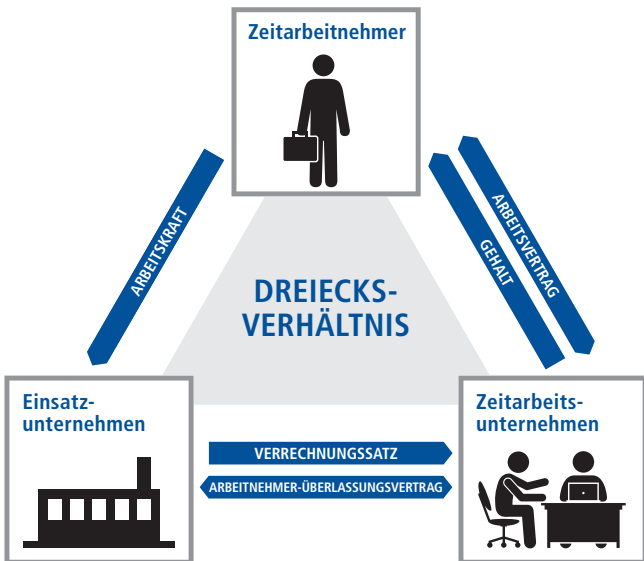 Zeitarbeitnehmer
ARBEITSKRAFT
GEHALT
ARBEITSVERTRAG
DREIECKS-
VERHÄLTNIS
Einsatz-
unternehmen
Zeitarbeits-
unternehmen
VERRECHNUNGSSATZ
ARBEITNEHMER-ÜBERLASSUNGSVERTRAG